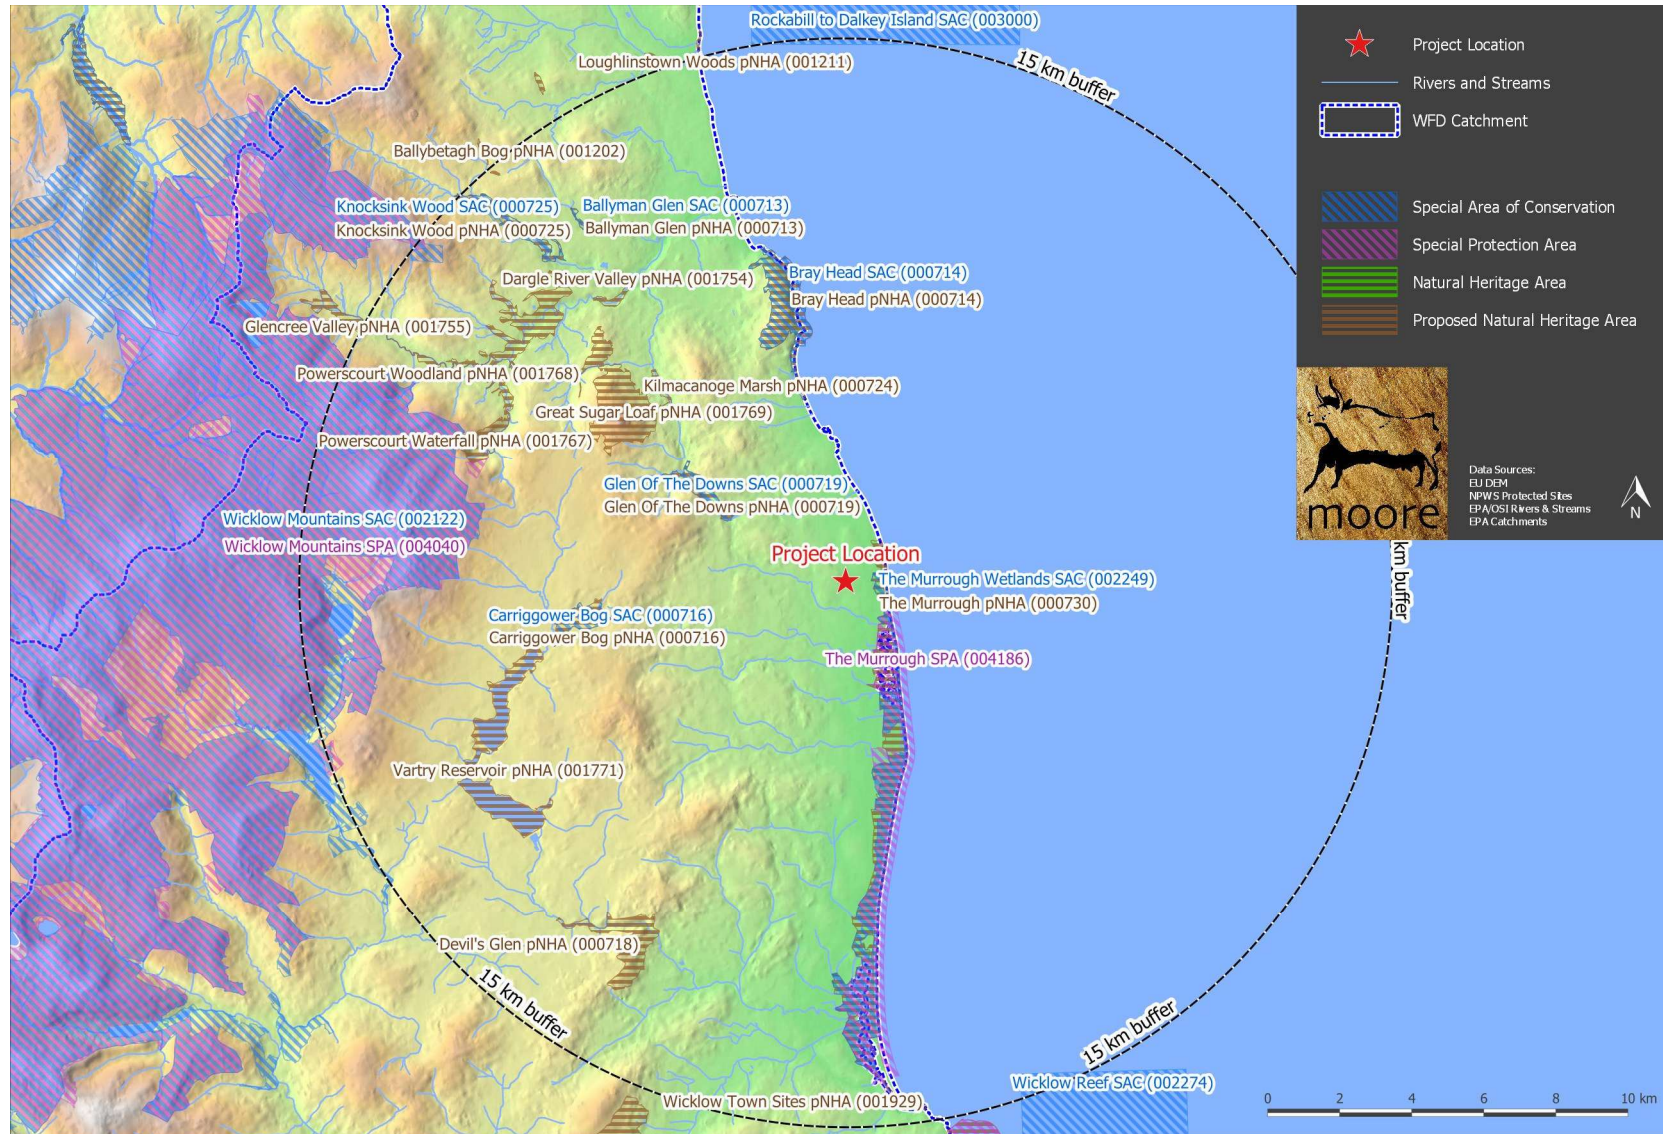 Rockabill to Dalkey Island SAC (003000)
15 km buffer
Loughlinstown Woods pNHA (001211)
Ballybetagh Bog pNHA (001202)
Knocksink Wood SAC (000725)
Ballyman Glen SAC (000713)
Knocksink Wood pNHA (000725)
Ballyman Glen pNHA (000713)
Dargle River Valley pNHA (001754)
Bray Head SAC (000714)
Bray Head pNHA (000714)
Glencree Valley pNHA (001755)
Powerscourt Woodland pNHA (001768)
Kilmacanoge Marsh pNHA (000724)
Great Sugar Loaf pNHA (001769)
Powerscourt Waterfall pNHA (001767)
Glen Of The Downs SAC (000719)
Glen Of The Downs pNHA (000719)
Wicklow Mountains SAC (002122)
Wicklow Mountains SPA (004040)
Project Location
The Murrough Wetlands SAC (002249)
The Murrough pNHA (000730)
km buffer
Carriggower Bog SAC (000716)
Carriggower Bog pNHA (000716)
The Murrough SPA (004186)
Vartry Reservoir pNHA (001771)
Devil's Glen pNHA (000718)
15 km buffer
15 km buffer
Wicklow Reef SAC (002274)
Wicklow Town Sites pNHA (001929)
0 2 4 6 8 10 km
Project Location
Rivers and Streams
WFD Catchment
Special Area of Conservation
Special Protection Area
Natural Heritage Area
Proposed Natural Heritage Area
moore
Data Sources:
EU DEM
NPWS Protected Sites
EPA/OSI Rivers & Streams
EPA Catchments
N